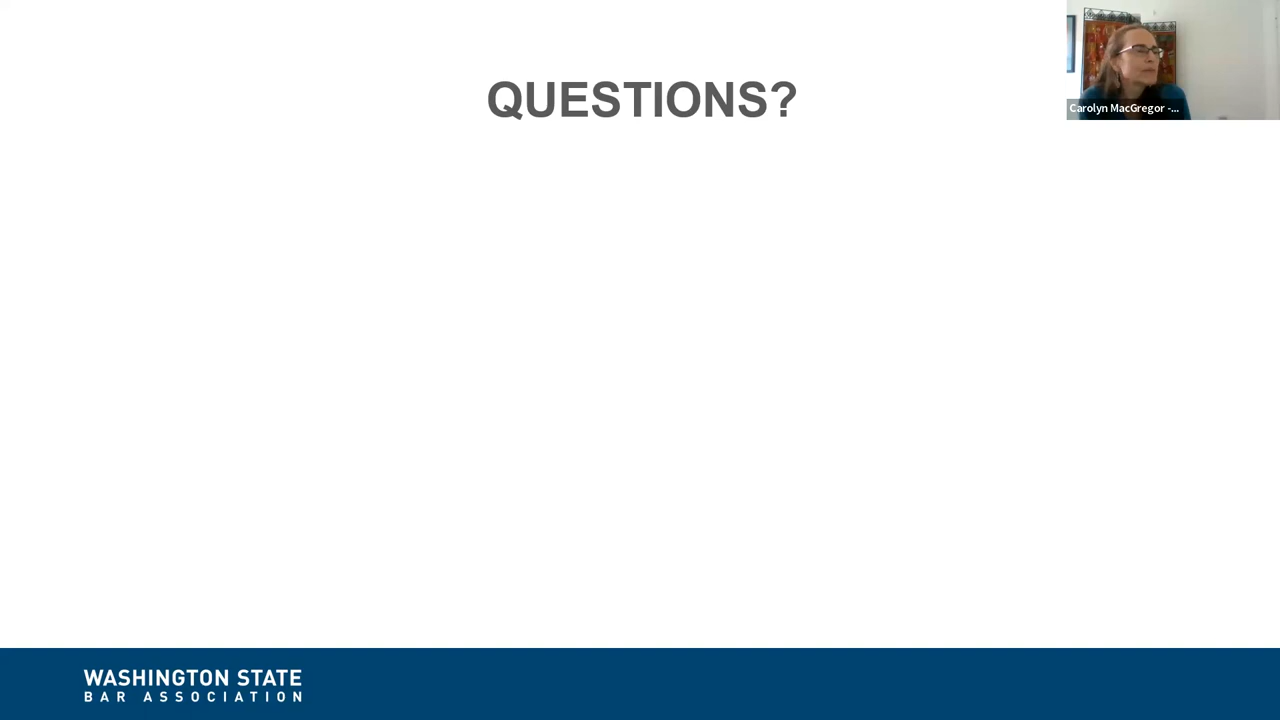 QUESTIONS?
Carolyn MacGregor -...
WASHINGTON STATE
BAR ASSOCIATION